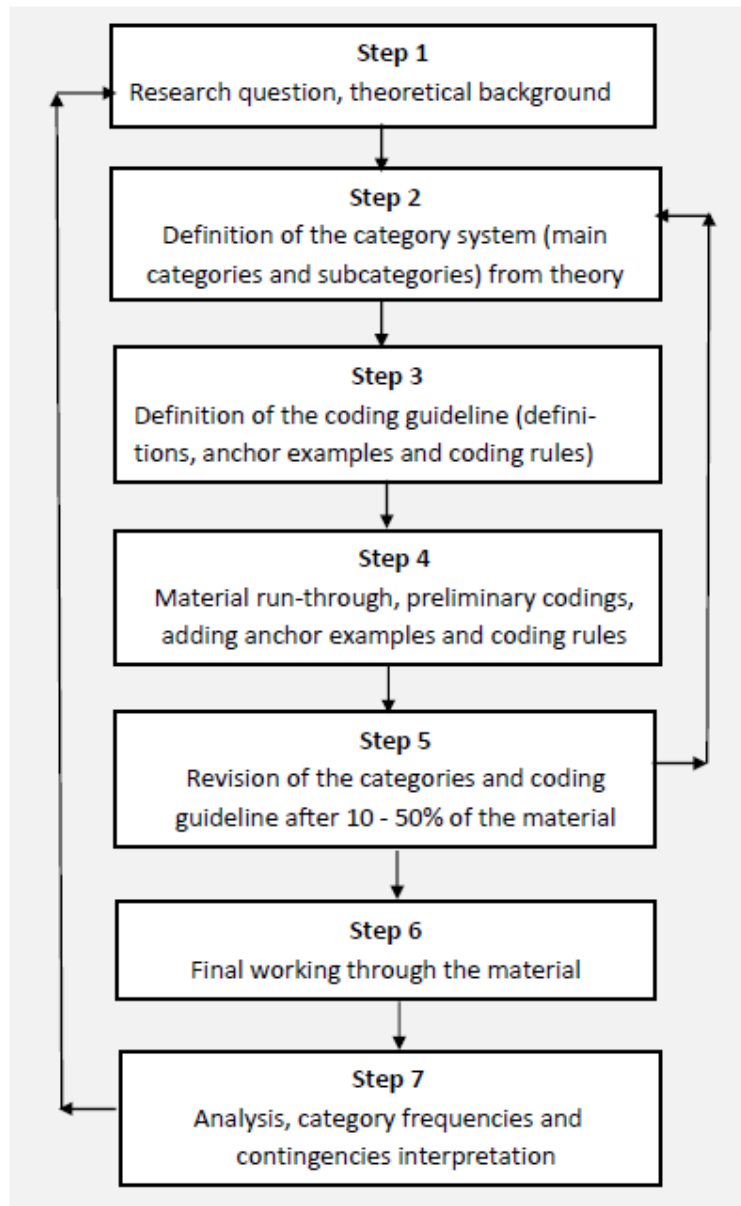 Step 1
Research question, theoretical background
Step 2
Definition of the category system (main
categories and subcategories) from theory
Step 3
Definition of the coding guideline (defini-
tions, anchor examples and coding rules)
Step 4
Material run-through, preliminary codings,
adding anchor examples and coding rules
Step 5
Revision of the categories and coding
guideline after 10 - 50% of the material
Step 6
Final working through the material
Step 7
Analysis, category frequencies and
contingencies interpretation